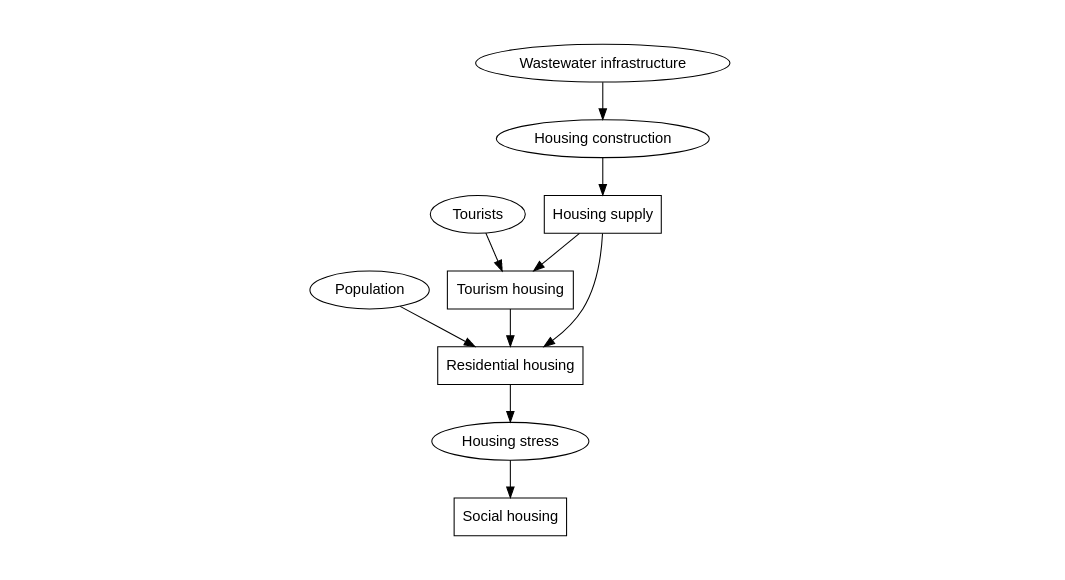 Wastewater infrastructure
Housing construction
Tourists
Housing supply
Population
Tourism housing
Residential housing
Housing stress
Social housing